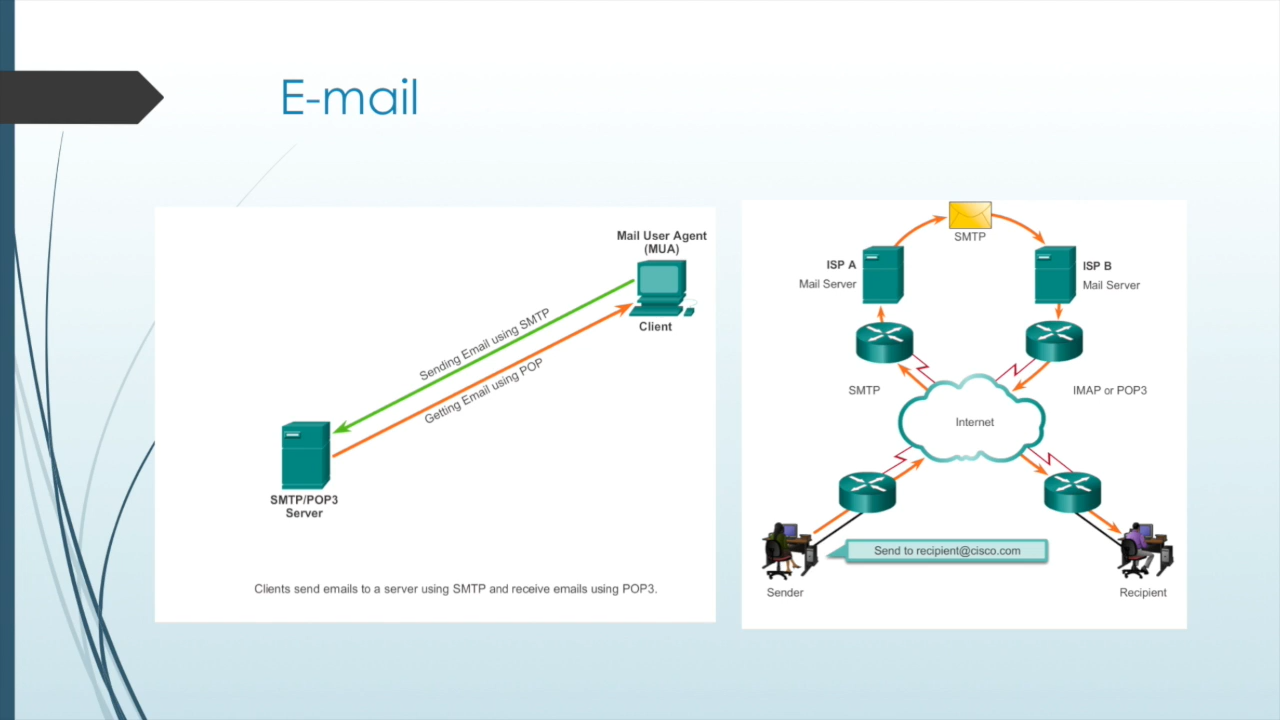 E-mail
Mail User Agent
(MUA)
Client
Sending Email using SMTP
Getting Email using POP
SMTP/POP3
Server
Clients send emails to a server using SMTP and receive emails using POP3.
SMTP
ISP A
Mail Server
ISP B
Mail Server
SMTP
IMAP or POP3
Internet
Send to recipient@cisco.com
Sender
Recipient